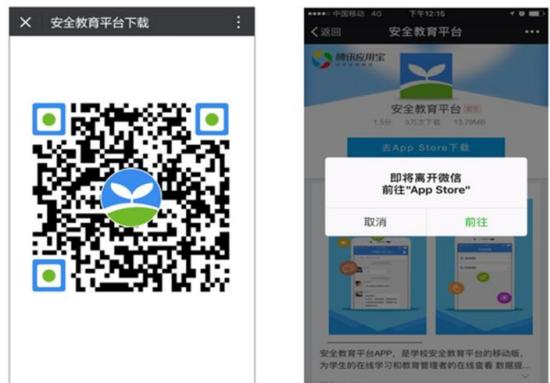 安全教育平台下载
中国移动 4G 下午12:15
返回 安全教育平台
腾讯应用宝
安全教育平台 官方
1.5分 3万次下载 13.79MB
去App Store下载
即将离开微信
前往"App Store"
取消 前往
安全教育平台APP，是学校安全教育平台的移动版，
为学生的在线学习和教育管理者的在线查看 数据提...